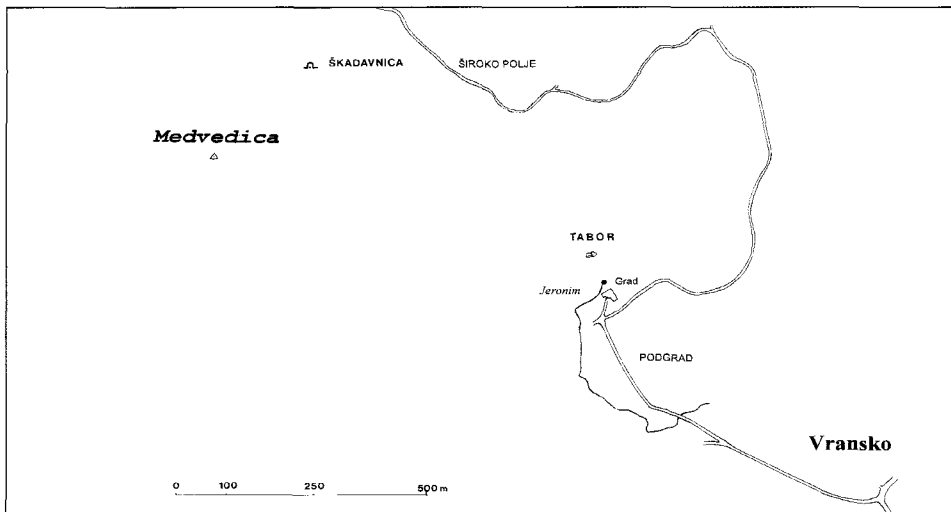 ŠKADAVNICA
ŠIROKO POLJE
Medvedica
TABOR
Grad
Jeronim
PODGRAD
Vransko
0 100 250 500 m